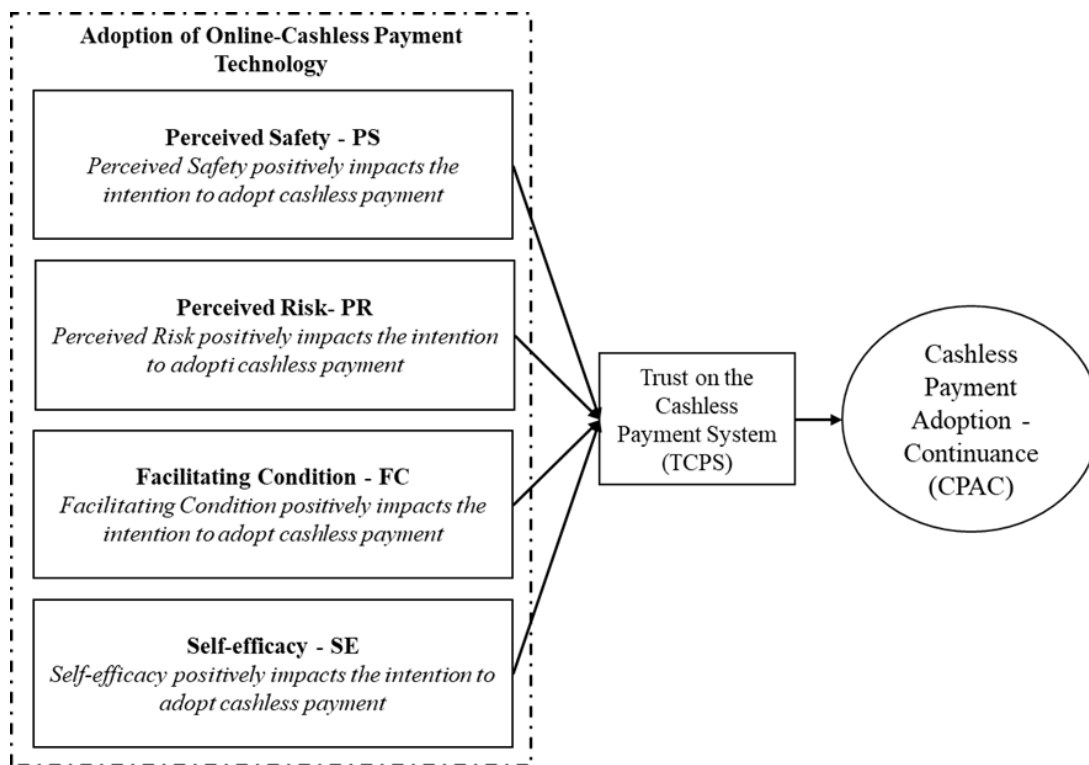 Adoption of Online-Cashless Payment
Technology
Perceived Safety - PS
Perceived Safety positively impacts the
intention to adopt cashless payment
Perceived Risk- PR
Perceived Risk positively impacts the intention
to adopti cashless payment
Facilitating Condition - FC
Facilitating Condition positively impacts the
intention to adopt cashless payment
Self-efficacy - SE
Self-efficacy positively impacts the intention to
adopt cashless payment
Trust on the
Cashless
Payment System
(TCPS)
Cashless
Payment
Adoption -
Continuance
(CPAC)